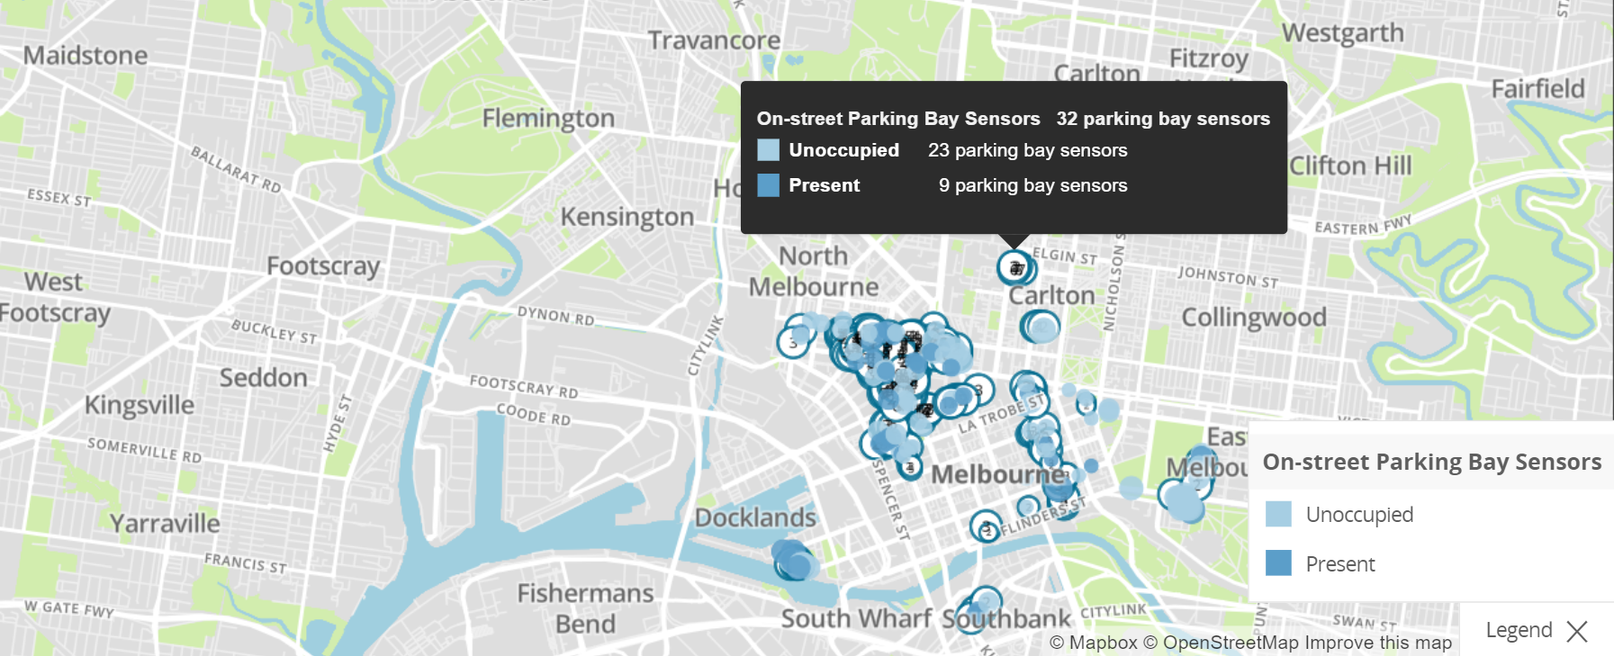 Travancore
Westgarth
Maidstone
Fitzroy
Carlton
Fairfield
Flemington
On-street Parking Bay Sensors 32 parking bay sensors
Unoccupied 23 parking bay sensors
Present 9 parking bay sensors
BALLARAT RD
Clifton Hill
ESSEX ST
Kensington
EASTERN FWY
North
Melbourne
ELGIN ST
NICHOLSON S
JOHNSTON ST
Footscray
West
Footscray
Carlton
Collingwood
DYNON RD
BUCKLEY ST
CITYLINK
3
Seddon
FOOTSCRAY RD
COODE RD
Kingsville
HYDE ST
3
LA TROBE ST
SOMERVILLE RD
SPENCER ST
Melbourne
East
Melbou
On-street Parking Bay Sensors
Unoccupied
Present
Yarraville
Docklands
FLINDERS ST
FRANCIS ST
Fishermans
Bend
W GATE FWY
South Wharf
Southbank
CITYLINK
SWAN ST
© Mapbox © OpenStreetMap Improve this map
Legend